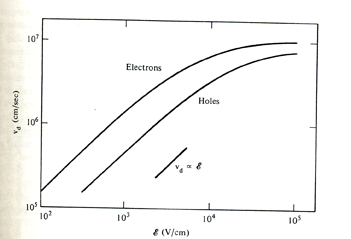 10⁷
Electrons
Holes
v_d (cm/sec)
10⁶
v_d ∝ ℰ
10⁵
10² 10³ 10⁴ 10⁵
ℰ (V/cm)